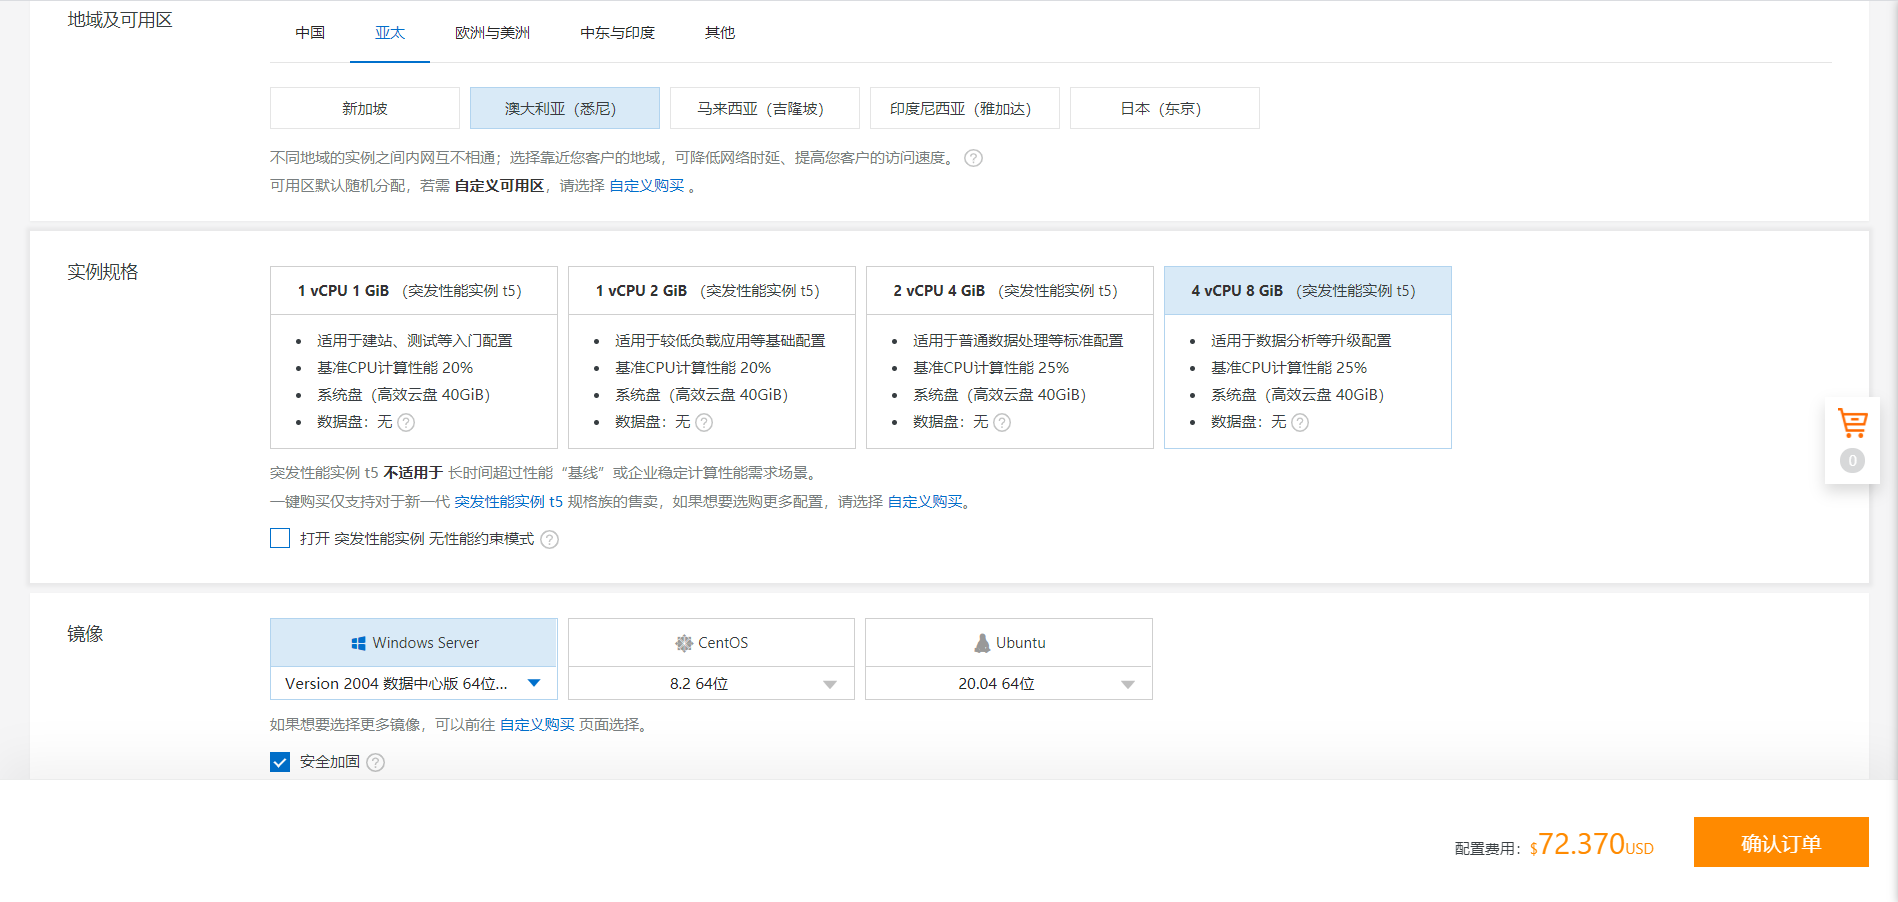 地域及可用区
中国 亚太 欧洲与美洲 中东与印度 其他
新加坡 澳大利亚（悉尼） 马来西亚（吉隆坡） 印度尼西亚（雅加达） 日本（东京）
不同地域的实例之间内网互不相通；选择靠近您客户的地域，可降低网络时延、提高您客户的访问速度。 ?
可用区默认随机分配，若需 自定义可用区，请选择 自定义购买 。
实例规格
1 vCPU 1 GiB （突发性能实例 t5）
• 适用于建站、测试等入门配置
• 基准CPU计算性能 20%
• 系统盘（高效云盘 40GiB）
• 数据盘：无 ?
1 vCPU 2 GiB （突发性能实例 t5）
• 适用于较低负载应用等基础配置
• 基准CPU计算性能 20%
• 系统盘（高效云盘 40GiB）
• 数据盘：无 ?
2 vCPU 4 GiB （突发性能实例 t5）
• 适用于普通数据处理等标准配置
• 基准CPU计算性能 25%
• 系统盘（高效云盘 40GiB）
• 数据盘：无 ?
4 vCPU 8 GiB （突发性能实例 t5）
• 适用于数据分析等升级配置
• 基准CPU计算性能 25%
• 系统盘（高效云盘 40GiB）
• 数据盘：无 ?
突发性能实例 t5 不适用于 长时间超过性能“基线”或企业稳定计算性能需求场景。
一键购买仅支持对于新一代 突发性能实例 t5 规格族的售卖，如果想要选购更多配置，请选择 自定义购买。
打开 突发性能实例 无性能约束模式 ?
0
镜像
Windows Server
Version 2004 数据中心版 64位...
CentOS
8.2 64位
Ubuntu
20.04 64位
如果想要选择更多镜像，可以前往 自定义购买 页面选择。
安全加固 ?
配置费用： $72.370USD
确认订单